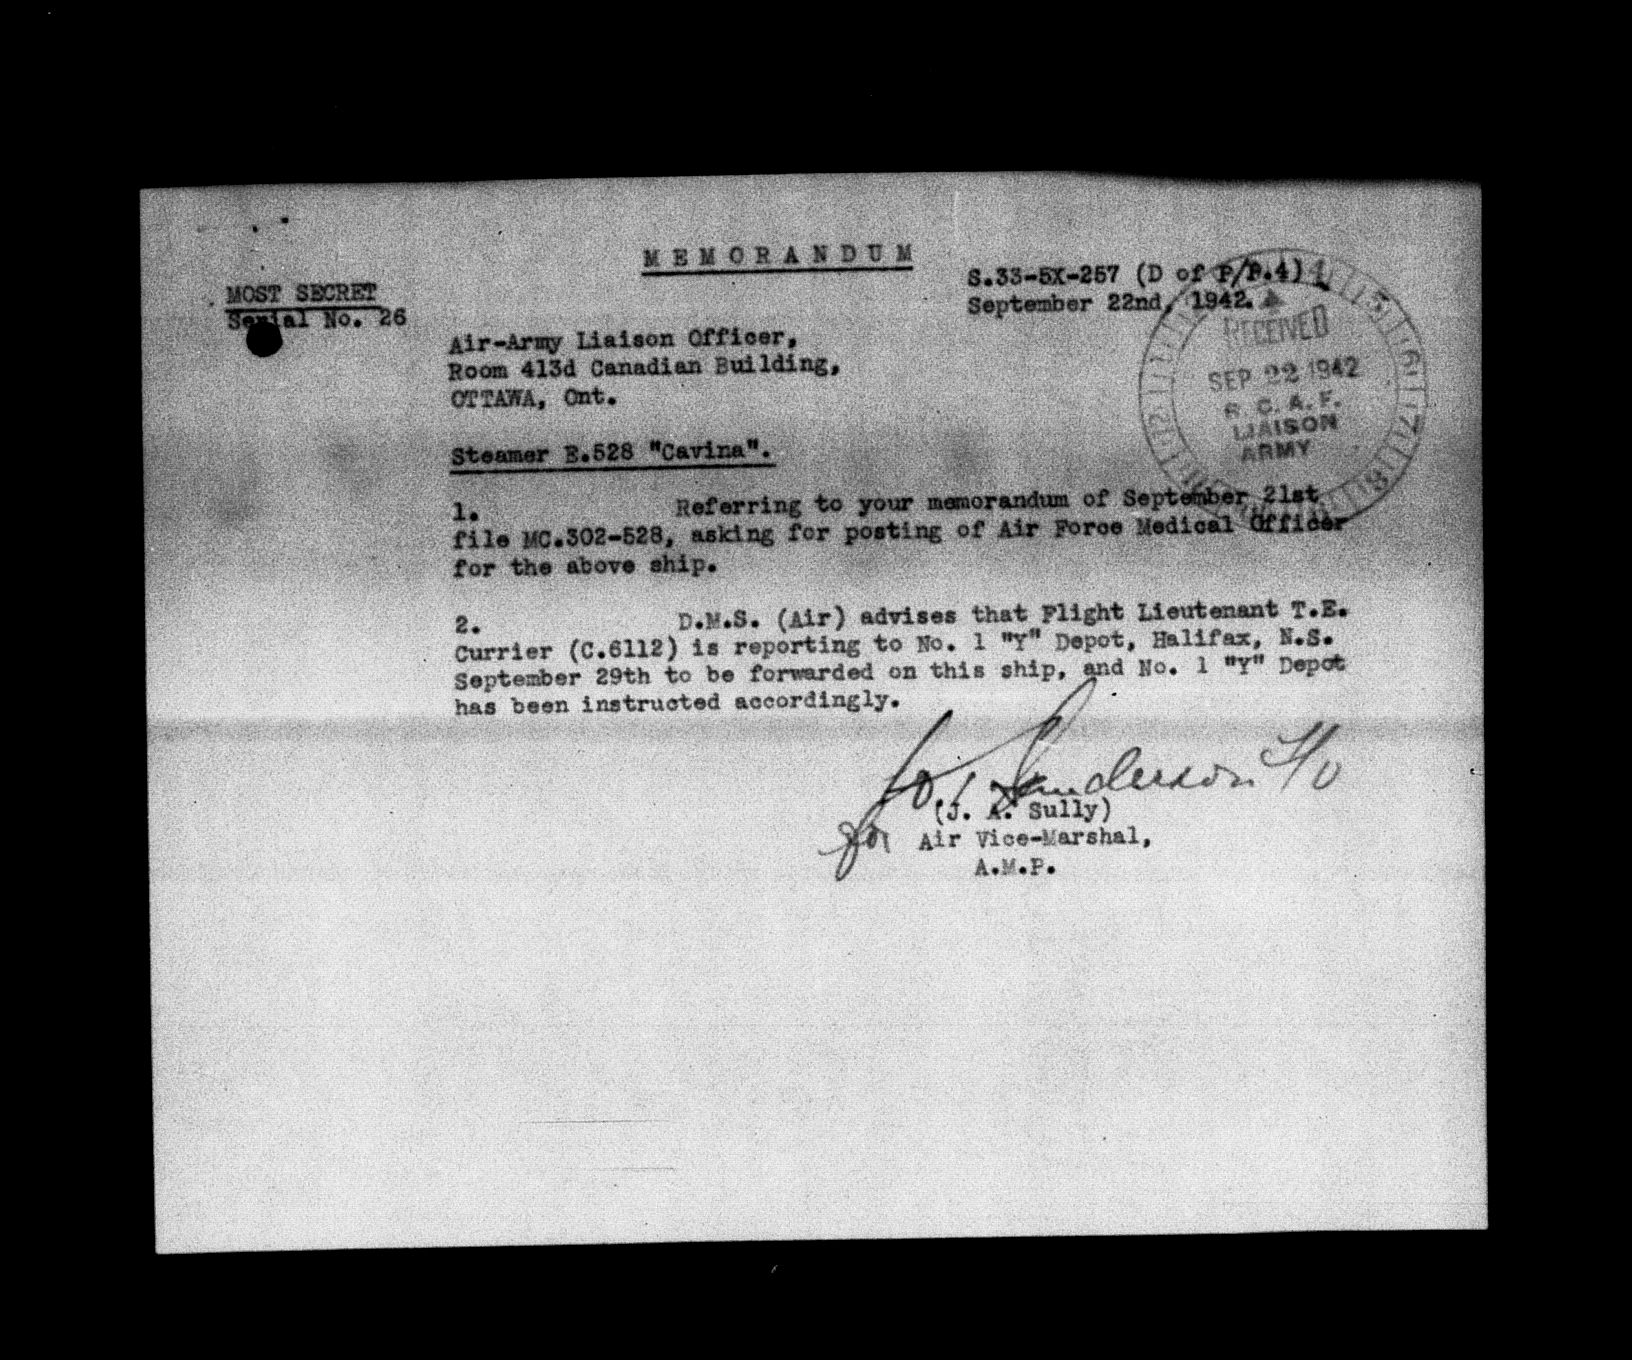 MEMORANDUM
MOST SECRET
Serial No. 26
S.33-5X-257 (D of P/P.4)
September 22nd, 1942.
Air-Army Liaison Officer,
Room 413d Canadian Building,
OTTAWA, Ont.
RECEIVED
SEP 22 1942
R.C.A.F.
LIAISON
ARMY
Steamer E.528 "Cavina".
1. Referring to your memorandum of September 21st
file MC.302-528, asking for posting of Air Force Medical Officer
for the above ship.
2. D.M.S. (Air) advises that Flight Lieutenant T.E.
Currier (C.6112) is reporting to No. 1 "Y" Depot, Halifax, N.S.
September 29th to be forwarded on this ship, and No. 1 "Y" Depot
has been instructed accordingly.
Sanderson F/O
(J. A. Sully)
for Air Vice-Marshal,
A.M.P.